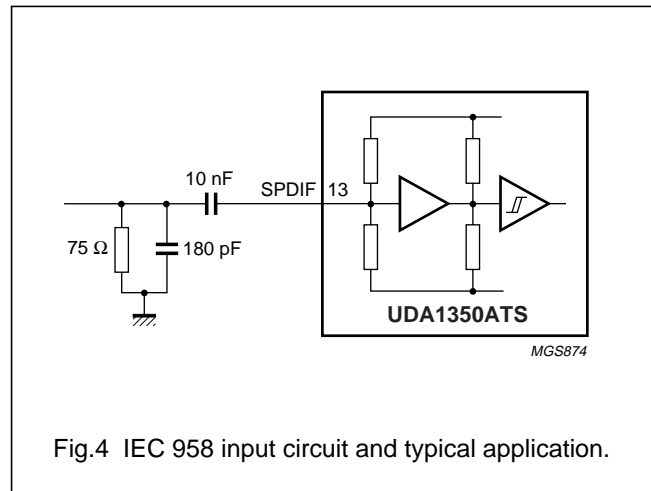 10 nF
SPDIF 13
75 Ω
180 pF
UDA1350ATS
MGS874
Fig.4 IEC 958 input circuit and typical application.